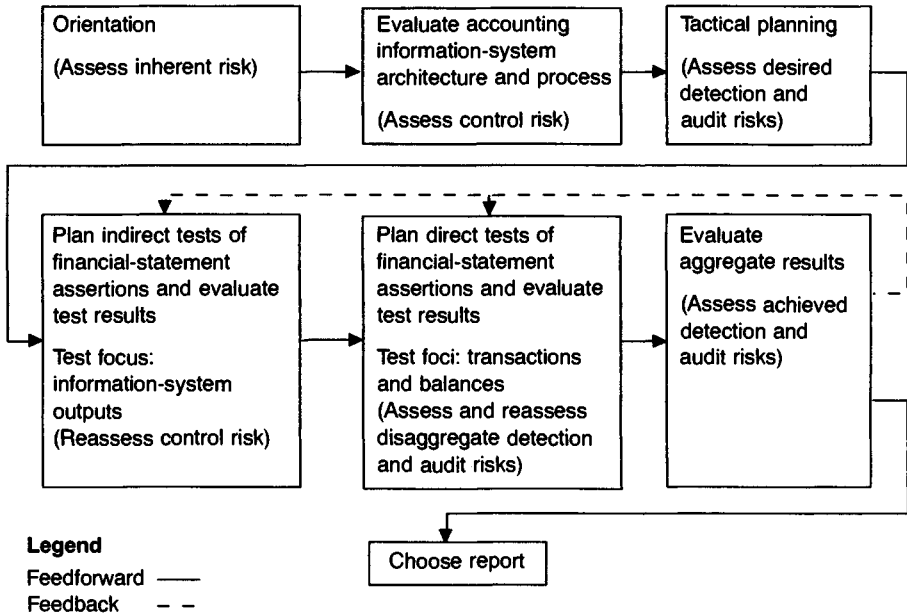 Orientation
(Assess inherent risk)
Evaluate accounting
information-system
architecture and process
(Assess control risk)
Tactical planning
(Assess desired
detection and
audit risks)
Plan indirect tests of
financial-statement
assertions and evaluate
test results
Test focus:
information-system
outputs
(Reassess control risk)
Plan direct tests of
financial-statement
assertions and evaluate
test results
Test foci: transactions
and balances
(Assess and reassess
disaggregate detection
and audit risks)
Evaluate
aggregate results
(Assess achieved
detection and
audit risks)
Choose report
Legend
Feedforward
Feedback